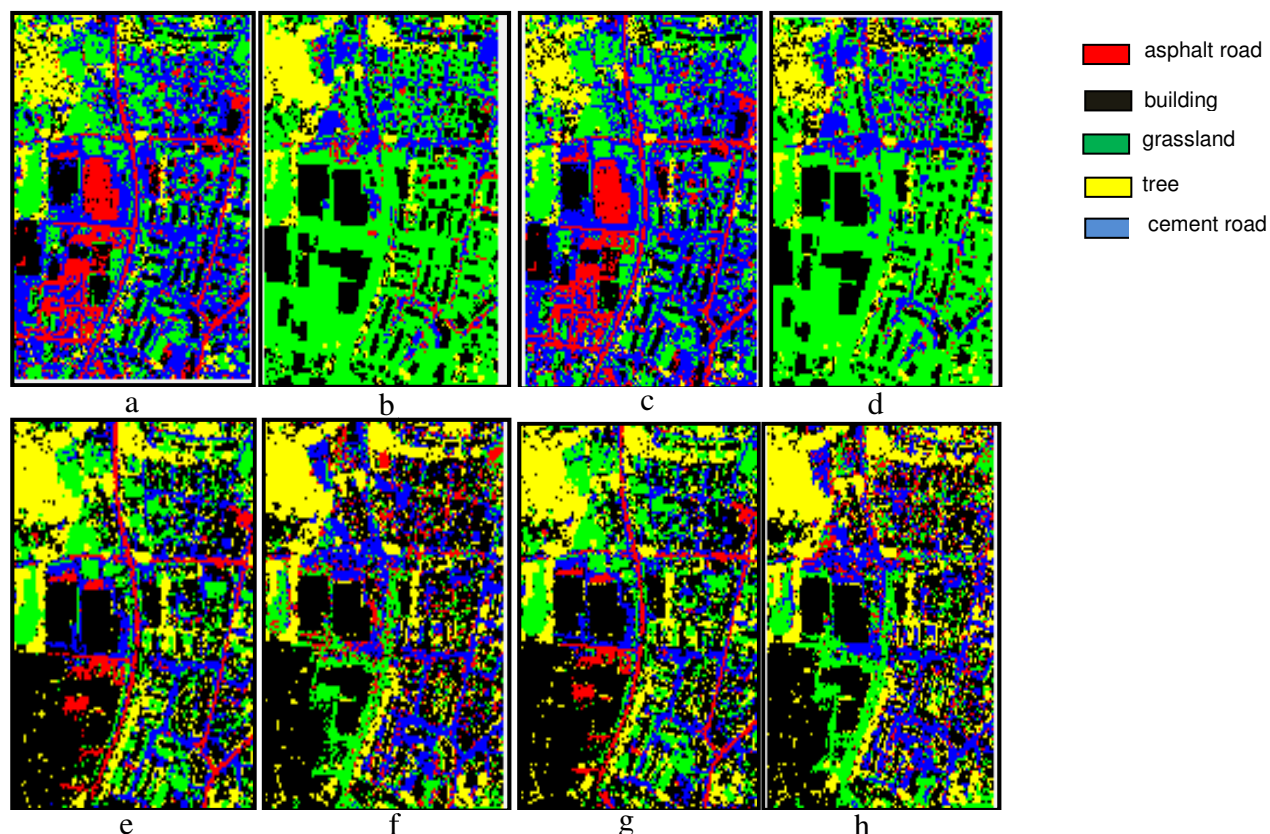 asphalt road
building
grassland
tree
cement road
a b c d
e f g h